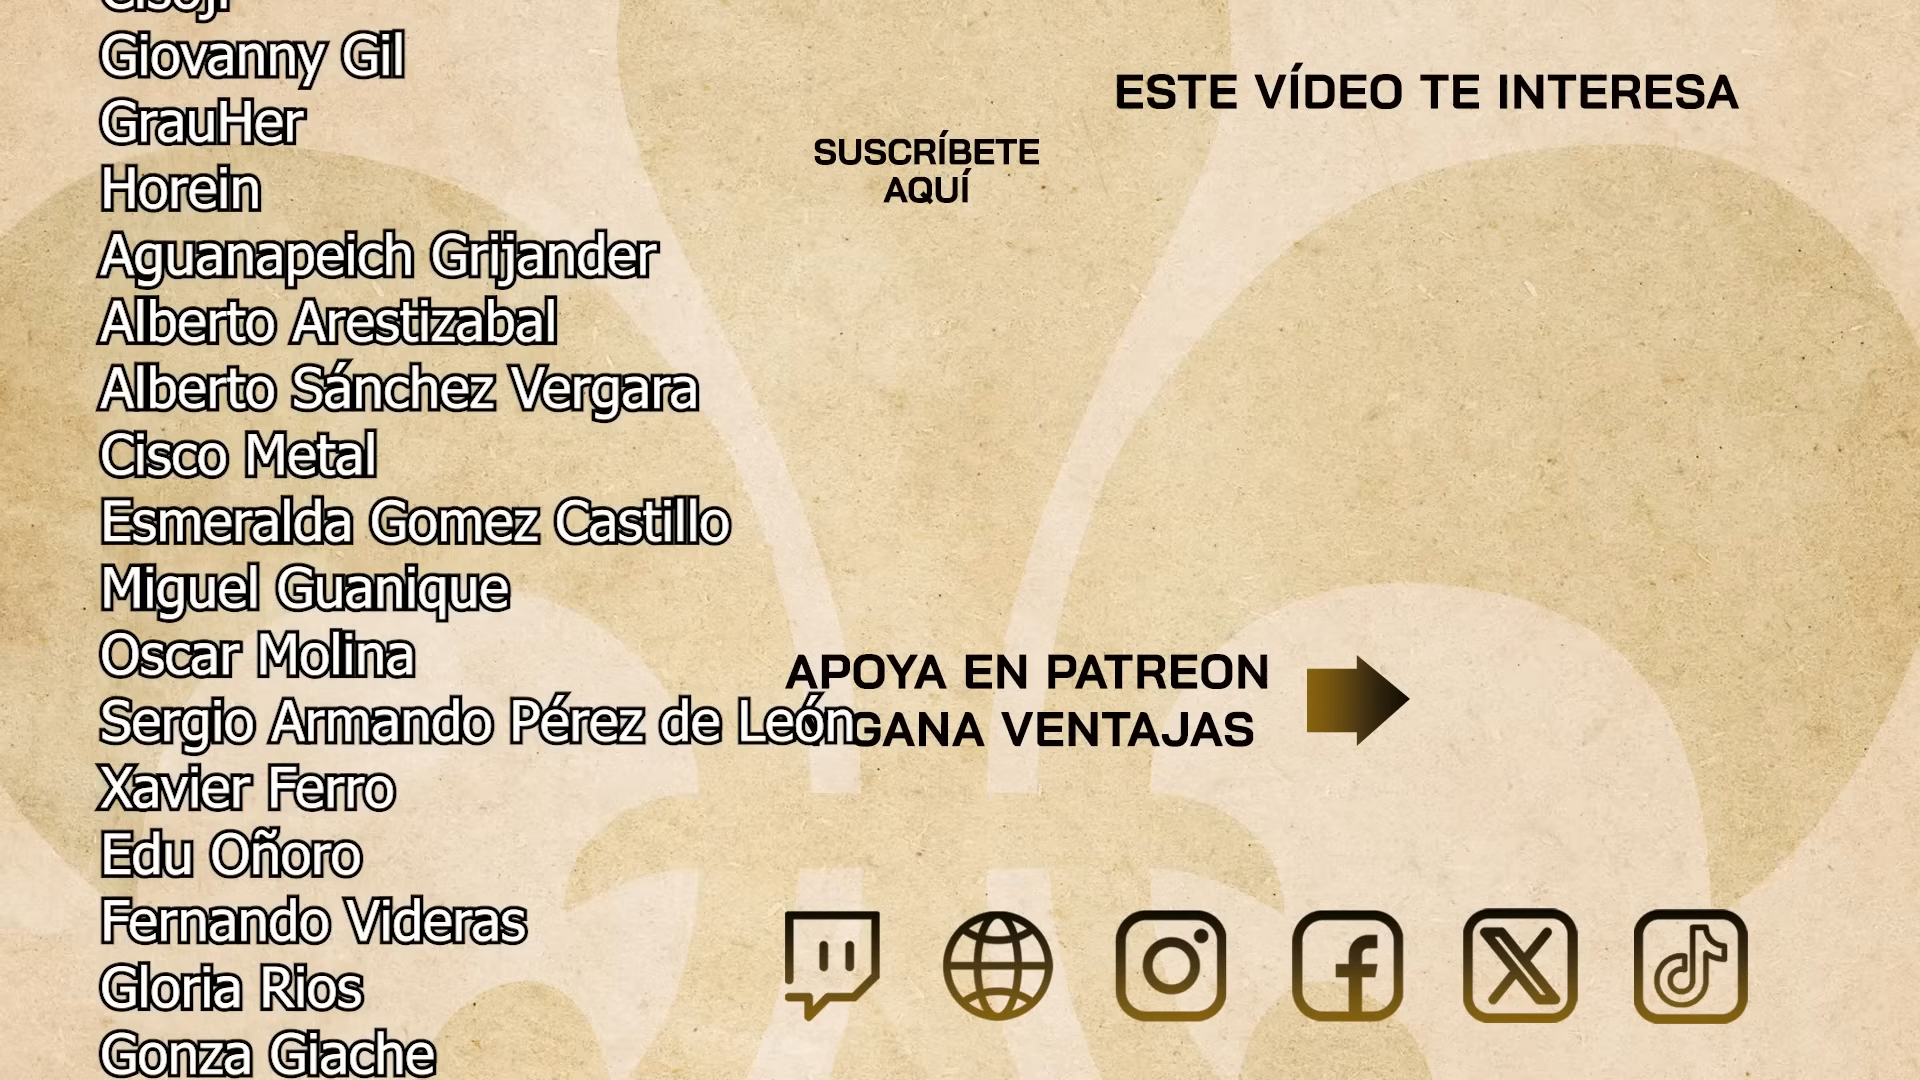 Giovanny Gil
GrauHer
Horein
Aguanapeich Grijander
Alberto Arestizabal
Alberto Sánchez Vergara
Cisco Metal
Esmeralda Gomez Castillo
Miguel Guanique
Oscar Molina
Sergio Armando Pérez de León
Xavier Ferro
Edu Oñoro
Fernando Videras
Gloria Rios
Gonza Giache
ESTE VÍDEO TE INTERESA
SUSCRÍBETE
AQUÍ
APOYA EN PATREON
GANA VENTAJAS